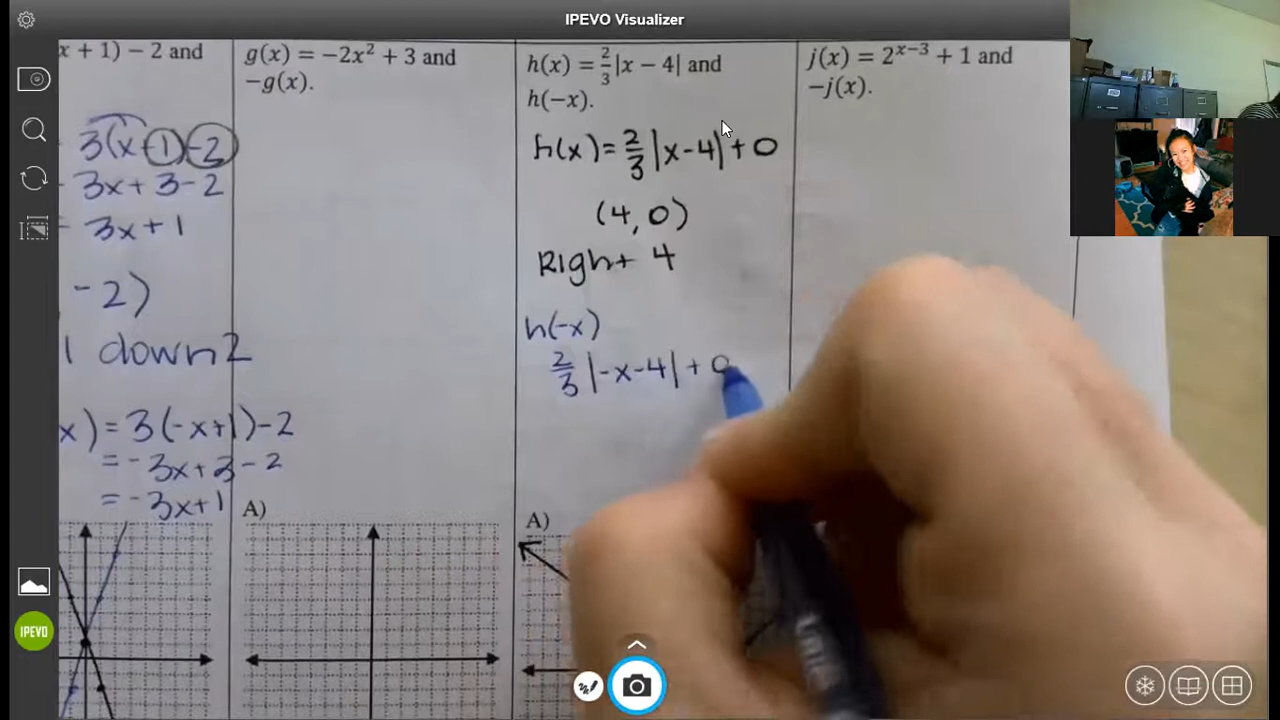 IPEVO Visualizer
x + 1) − 2 and
3(x-1)-2
3x+3-2
= 3x+1
-2)
1 down 2
x) = 3(-x+1)-2
= -3x+3-2
= -3x+1
g(x) = −2x² + 3 and
−g(x).
A)
h(x) = 2/3|x − 4| and
h(−x).
h(x)= 2/3 |x-4|+0
(4,0)
Right 4
h(-x)
2/3 |-x-4| + 0
A)
j(x) = 2^{x−3} + 1 and
−j(x).
IPEVO